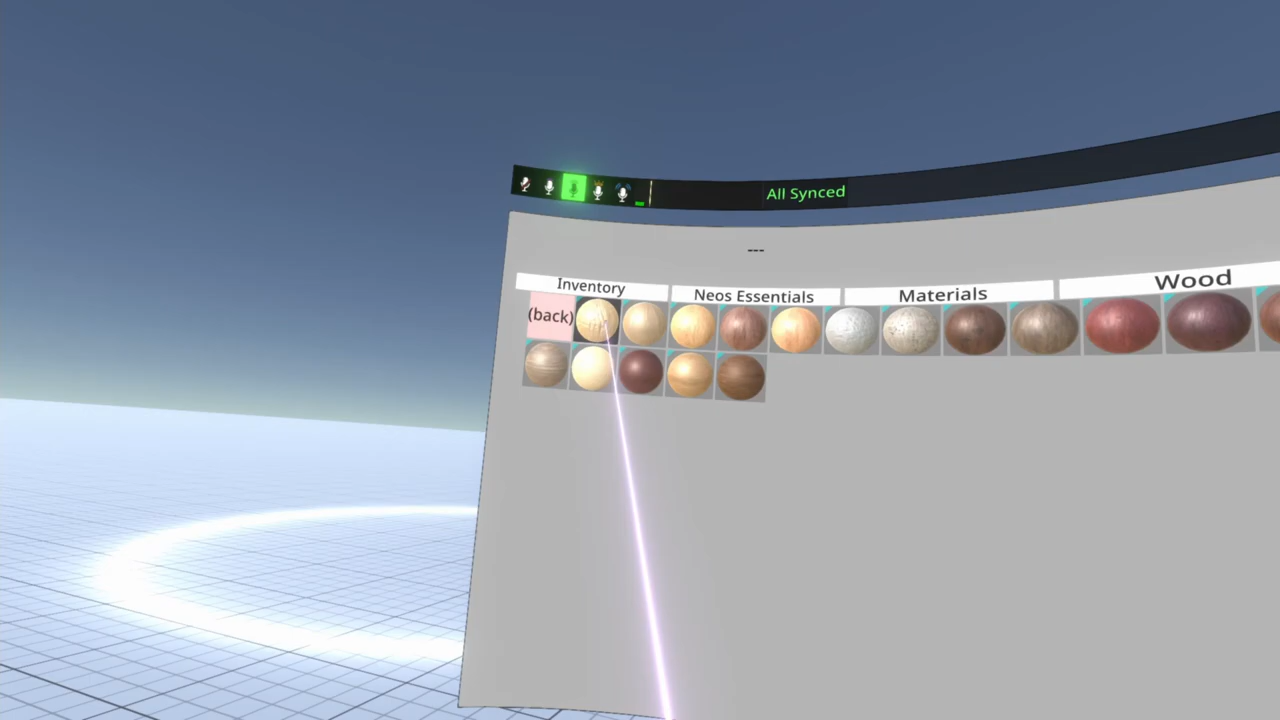 All Synced
---
Inventory
Neos Essentials
Materials
Wood
(back)